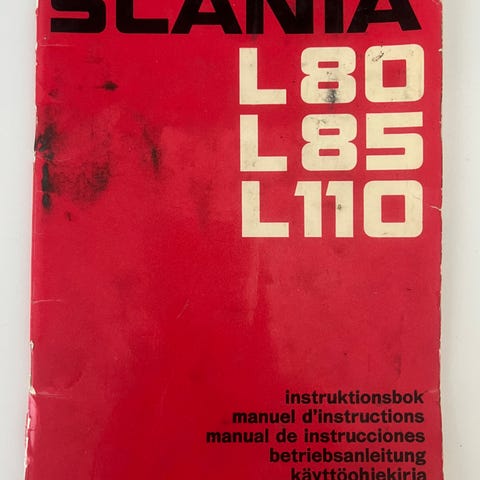 SCANIA
L80
L85
L110
instruktionsbok
manuel d'instructions
manual de instrucciones
betriebsanleitung
käyttöohjekirja